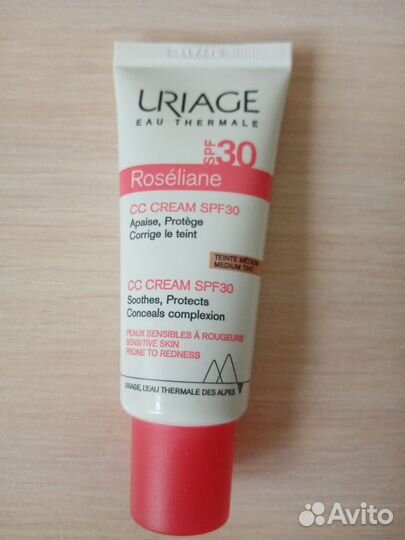 URIAGE
EAU THERMALE
SPF 30
Roséliane
CC CREAM SPF30
Apaise, Protège
Corrige le teint
TEINTE MÉDIUM
MEDIUM TINT
CC CREAM SPF30
Soothes, Protects
Conceals complexion
PEAUX SENSIBLES À ROUGEURS
SENSITIVE SKIN
PRONE TO REDNESS
URIAGE, L'EAU THERMALE DES ALPES
Avito